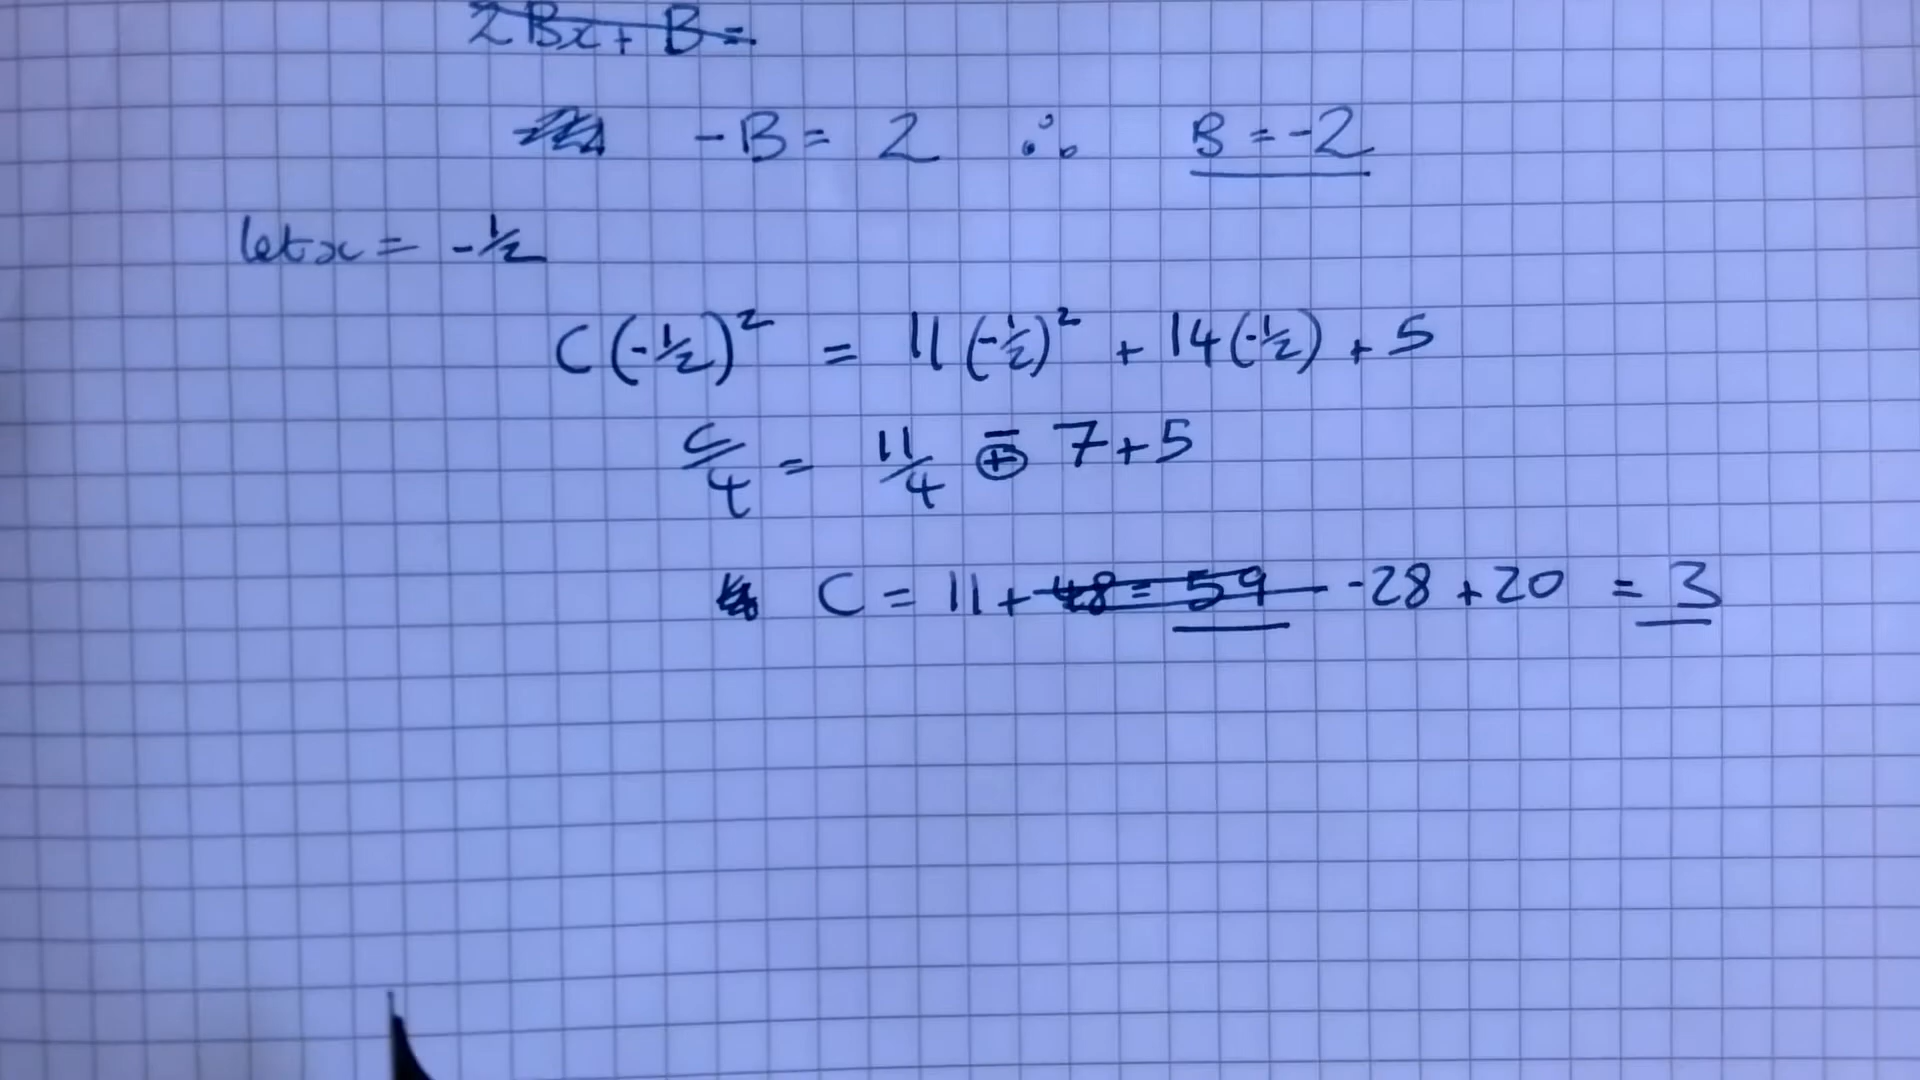 2Bx + B =
-B = 2 ∴ B = -2
let x = -1/2
C(-1/2)² = 11(-1/2)² + 14(-1/2) + 5
C/4 = 11/4 - + 7 + 5
C = 11 + 48 = 59 -28 + 20 = 3